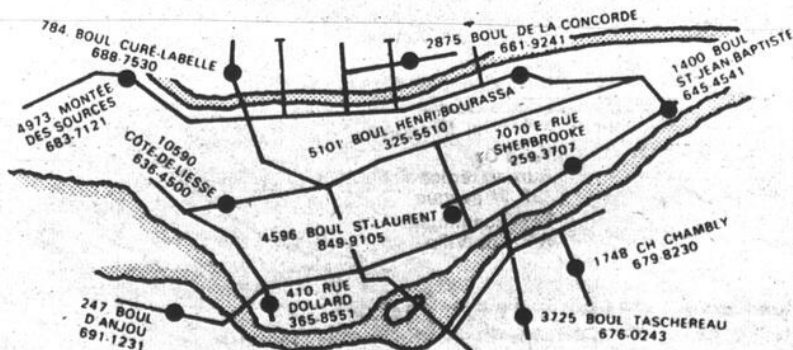 784, BOUL CURÉ-LABELLE
688-7530
2875 BOUL DE LA CONCORDE
661-9241
1400 BOUL
ST-JEAN BAPTISTE
645-4541
4973 MONTÉE
DES SOURCES
683-7121
10590
CÔTE-DE-LIESSE
636-4500
5101 BOUL HENRI-BOURASSA
325-5510
7070 E. RUE
SHERBROOKE
259-3707
4596 BOUL ST-LAURENT
849-9105
1748 CH CHAMBLY
679-8230
410, RUE
DOLLARD
365-8551
247 BOUL
D ANJOU
691-1231
3725 BOUL TASCHEREAU
676-0243